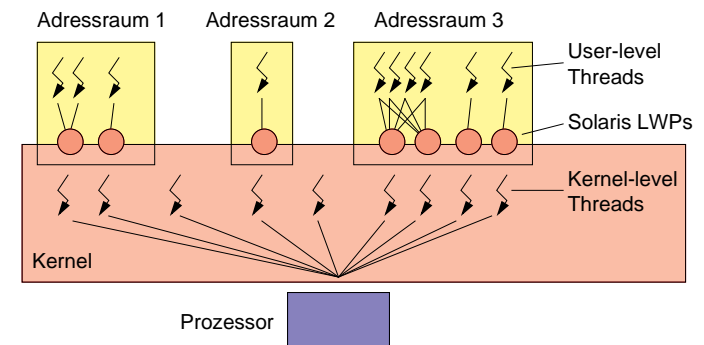 Adressraum 1
Adressraum 2
Adressraum 3
User-level
Threads
Solaris LWPs
Kernel-level
Threads
Kernel
Prozessor